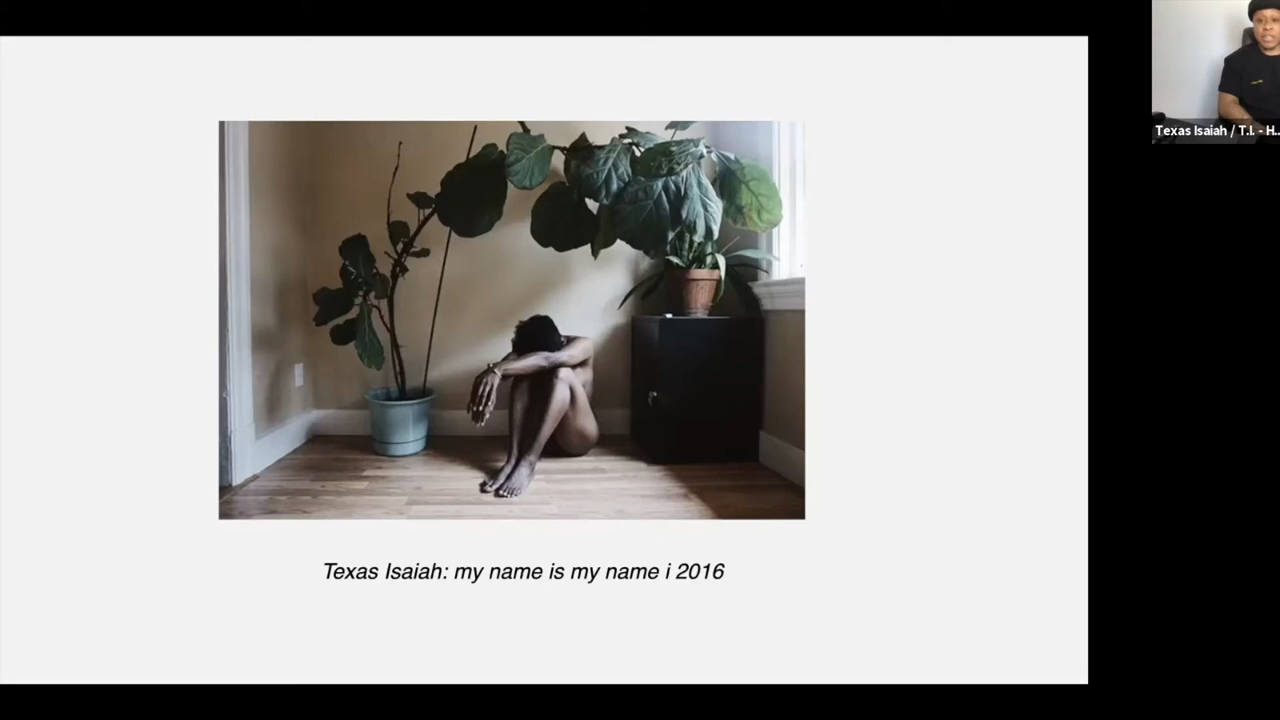 Texas Isaiah / T.I. - H...
Texas Isaiah: my name is my name i 2016